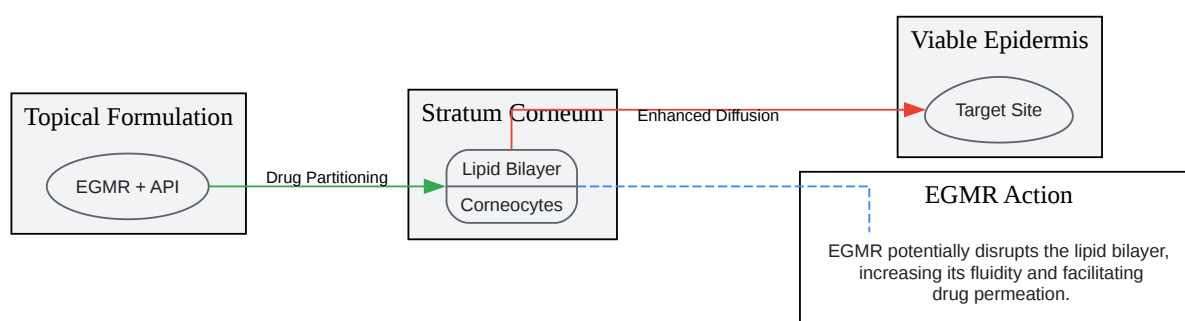 Topical Formulation
EGMR + API
Drug Partitioning
Stratum Corneum
Lipid Bilayer
Corneocytes
Enhanced Diffusion
Viable Epidermis
Target Site
EGMR Action
EGMR potentially disrupts the lipid bilayer,
increasing its fluidity and facilitating
drug permeation.